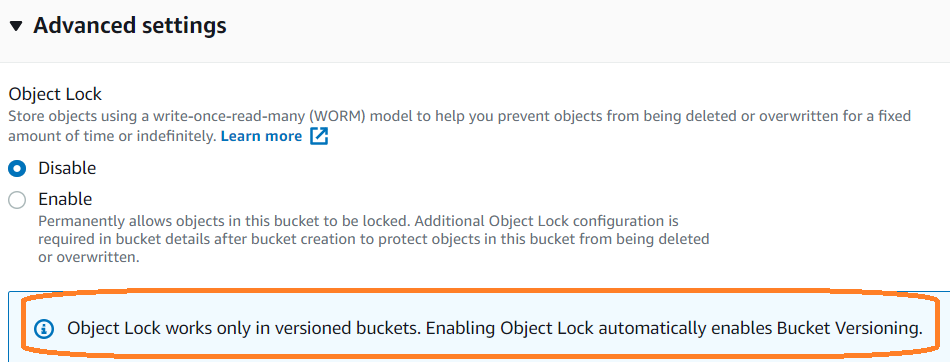 Advanced settings
Object Lock
Store objects using a write-once-read-many (WORM) model to help you prevent objects from being deleted or overwritten for a fixed
amount of time or indefinitely. Learn more
Disable
Enable
Permanently allows objects in this bucket to be locked. Additional Object Lock configuration is
required in bucket details after bucket creation to protect objects in this bucket from being deleted
or overwritten.
Object Lock works only in versioned buckets. Enabling Object Lock automatically enables Bucket Versioning.